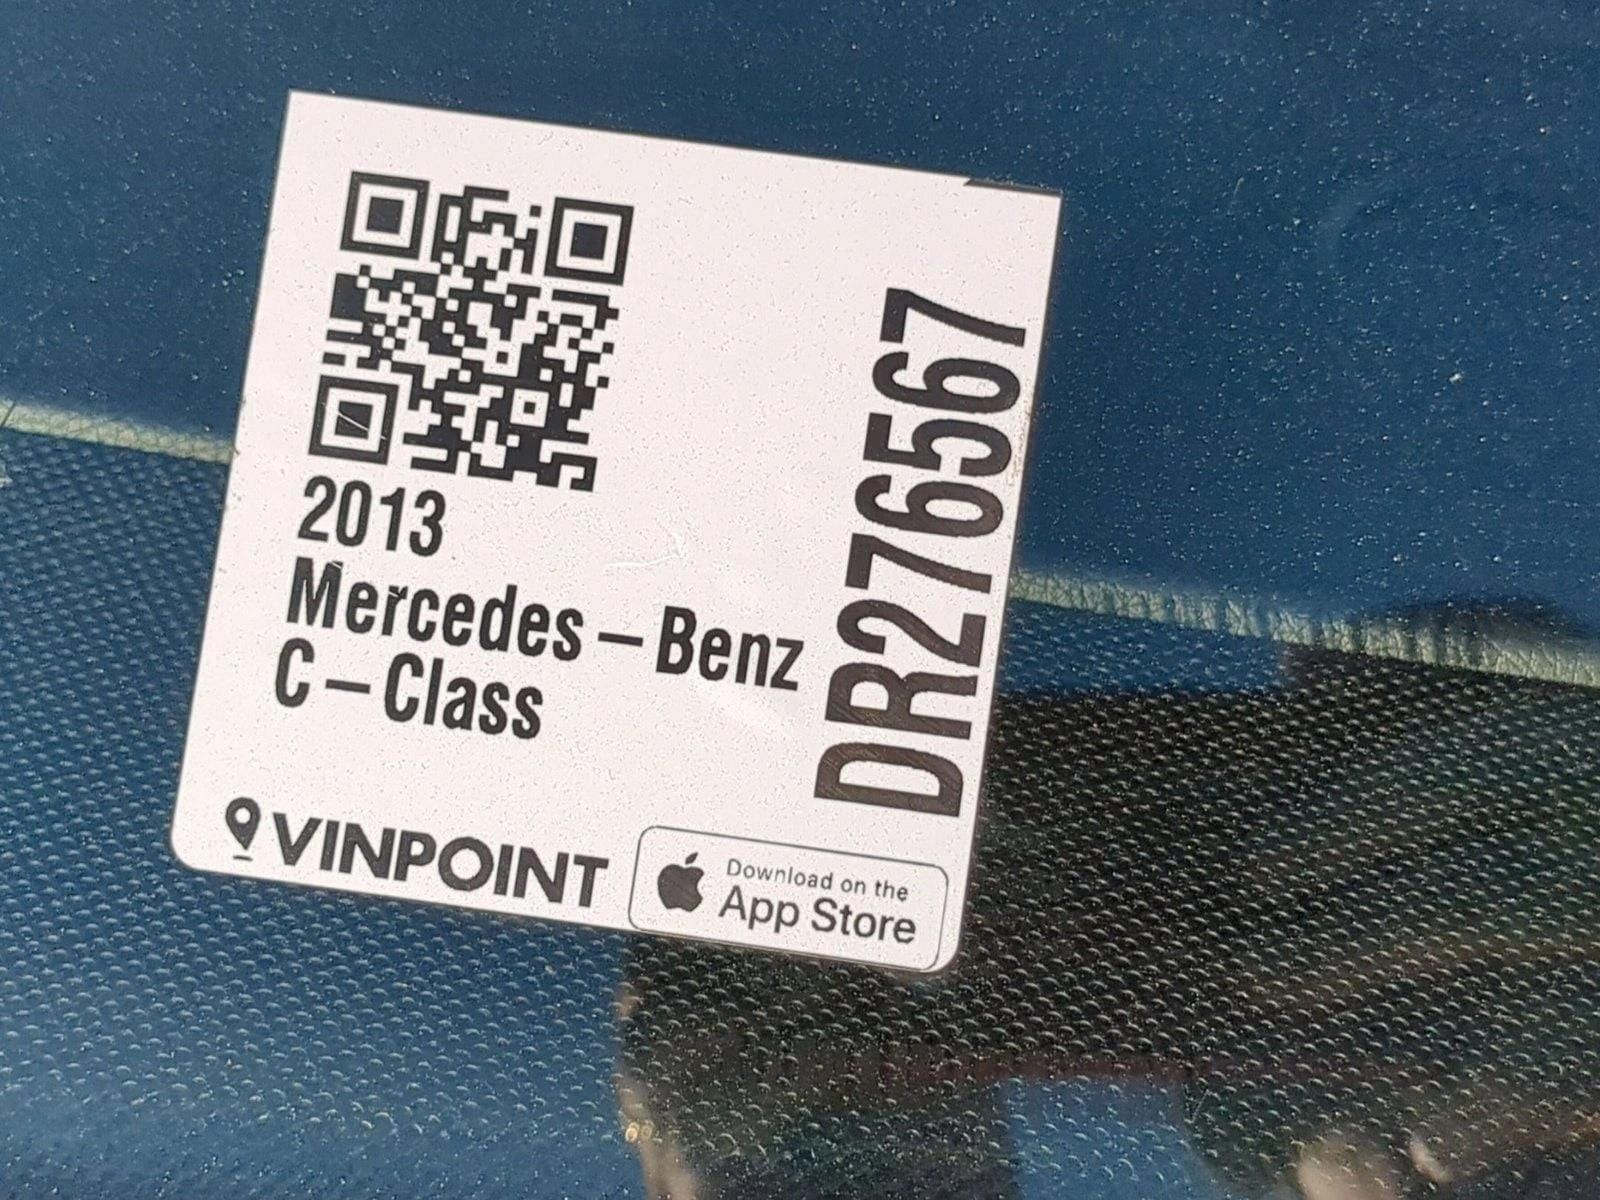 2013
Mercedes – Benz
C – Class
DR276567
VINPOINT
Download on the
App Store